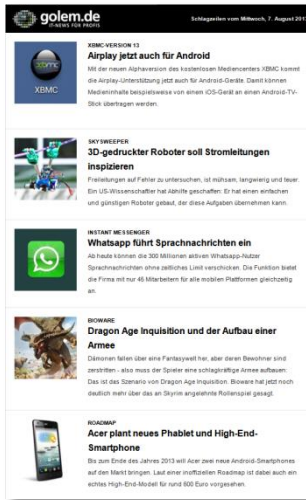 golem.de
IT-NEWS FÜR PROFIS
Schlagzeilen vom Mittwoch, 7. August 201
XBMC
XBMC-VERSION 13
Airplay jetzt auch für Android
Mit der neuen Alphaversion des kostenlosen Mediencenters XBMC kommt
die Airplay-Unterstützung jetzt auch für Android-Geräte. Damit können
Medieninhalte beispielsweise von einem iOS-Gerät an einen Android-TV-
Stick übertragen werden.
SKYSWEEPER
3D-gedruckter Roboter soll Stromleitungen
inspizieren
Freileitungen auf Fehler zu untersuchen, ist mühsam, langwierig und teuer.
Ein US-Wissenschaftler hat Abhilfe geschaffen: Er hat einen einfachen
und günstigen Roboter gebaut, der diese Aufgaben übernehmen kann.
INSTANT MESSENGER
Whatsapp führt Sprachnachrichten ein
Ab heute können die 300 Millionen aktiven Whatsapp-Nutzer
Sprachnachrichten ohne zeitliches Limit verschicken. Die Funktion bietet
die Firma mit nur 45 Mitarbeitern für alle mobilen Plattformen gleichzeitig
an.
BIOWARE
Dragon Age Inquisition und der Aufbau einer
Armee
Dämonen fallen über eine Fantasywelt her, aber deren Bewohner sind
zerstritten - also muss der Spieler eine schlagkräftige Armee aufbauen:
Das ist das Szenario von Dragon Age Inquisition. Bioware hat jetzt noch
deutlich mehr über das an Skyrim angelehnte Rollenspiel gesagt.
ROADMAP
Acer plant neues Phablet und High-End-
Smartphone
Bis zum Ende des Jahres 2013 will Acer zwei neue Android-Smartphones
auf den Markt bringen. Laut einer inoffiziellen Roadmap ist dabei auch ein
echtes High-End-Modell für rund 500 Euro vorgesehen.